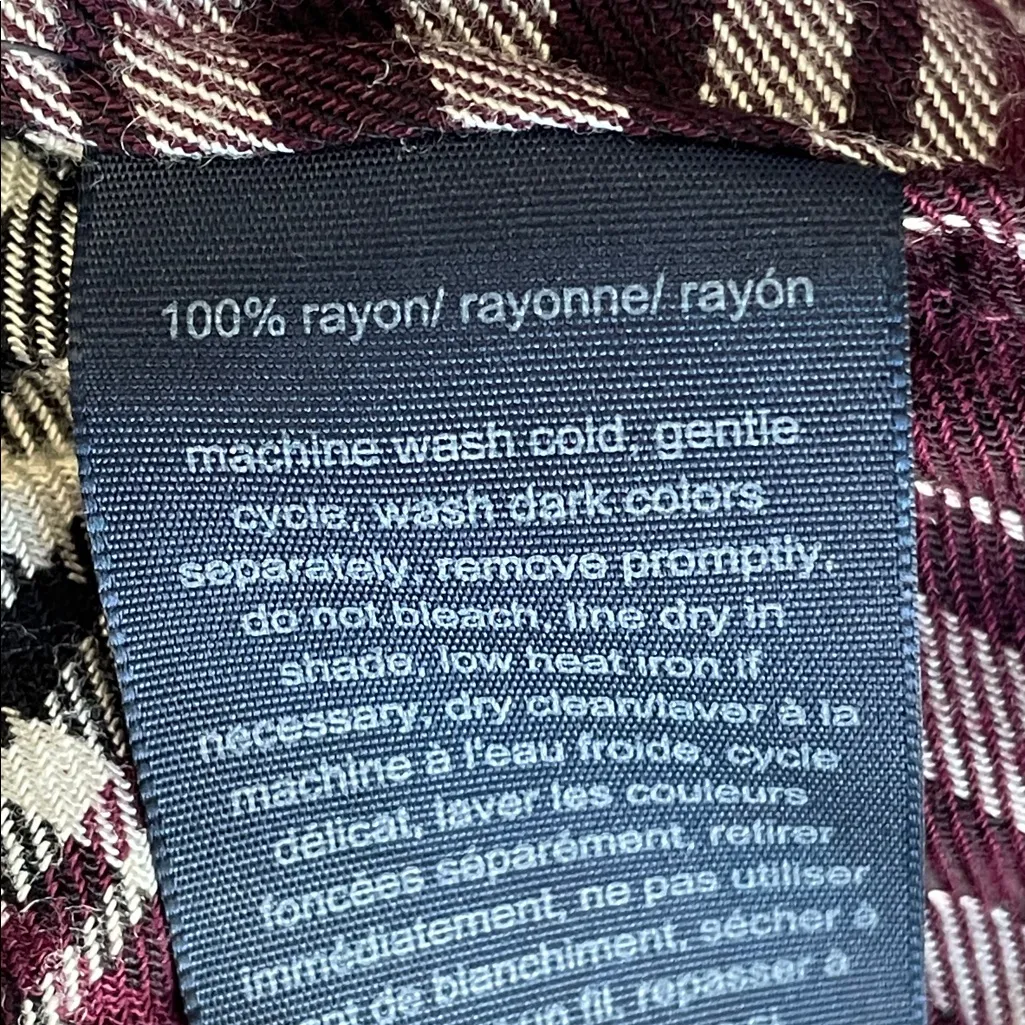 100% rayon/ rayonne/ rayón
machine wash cold, gentle
cycle, wash dark colors
separately, remove promptly,
do not bleach, line dry in
shade, low heat iron if
necessary, dry clean/laver à la
machine à l'eau froide, cycle
délicat, laver les couleurs
foncées séparément, retirer
immédiatement, ne pas utiliser
de blanchiment, sécher à
fil, repasser à